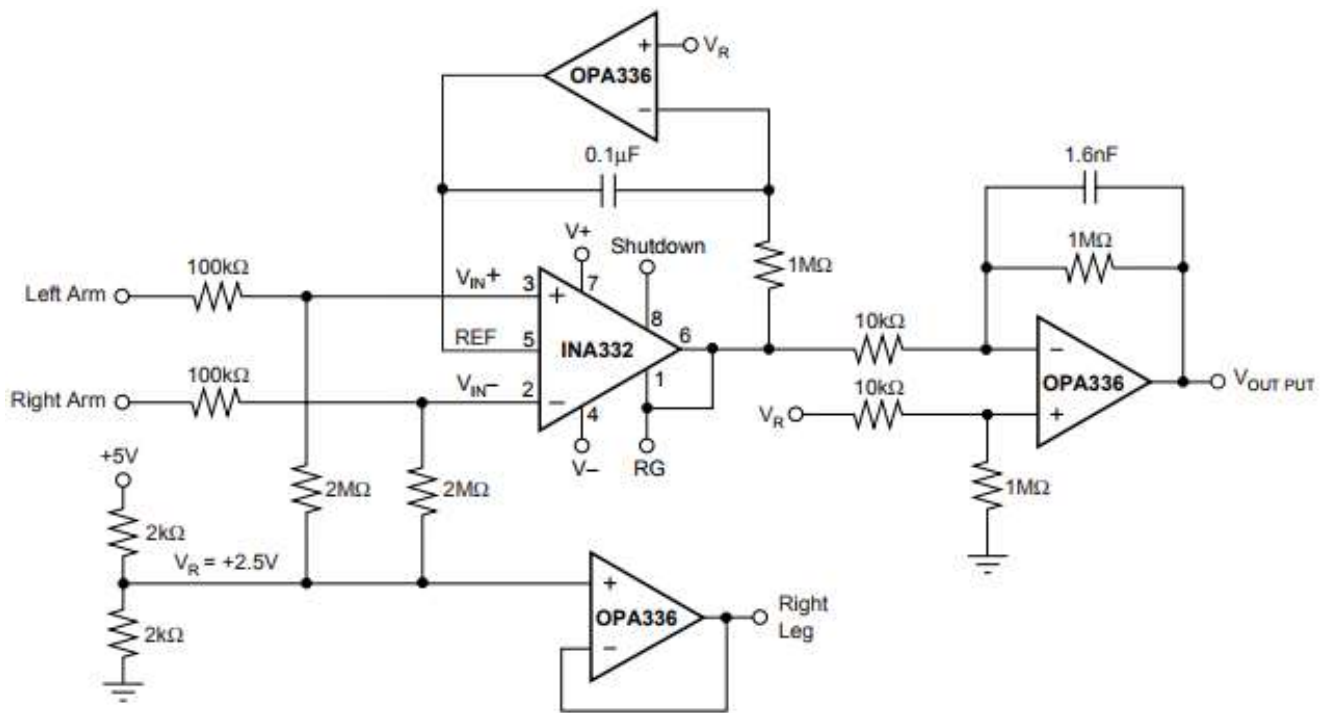 +
V_R
OPA336
−
0.1µF
1.6nF
V+
Shutdown
1MΩ
1MΩ
100kΩ
Left Arm
V_IN+
3
+
7
8
REF
5
INA332
6
10kΩ
−
OPA336
V_OUT PUT
100kΩ
Right Arm
V_IN−
2
−
4
1
V_R
10kΩ
+
V−
RG
+5V
2MΩ
2MΩ
1MΩ
2kΩ
V_R = +2.5V
+
OPA336
−
Right
Leg
2kΩ